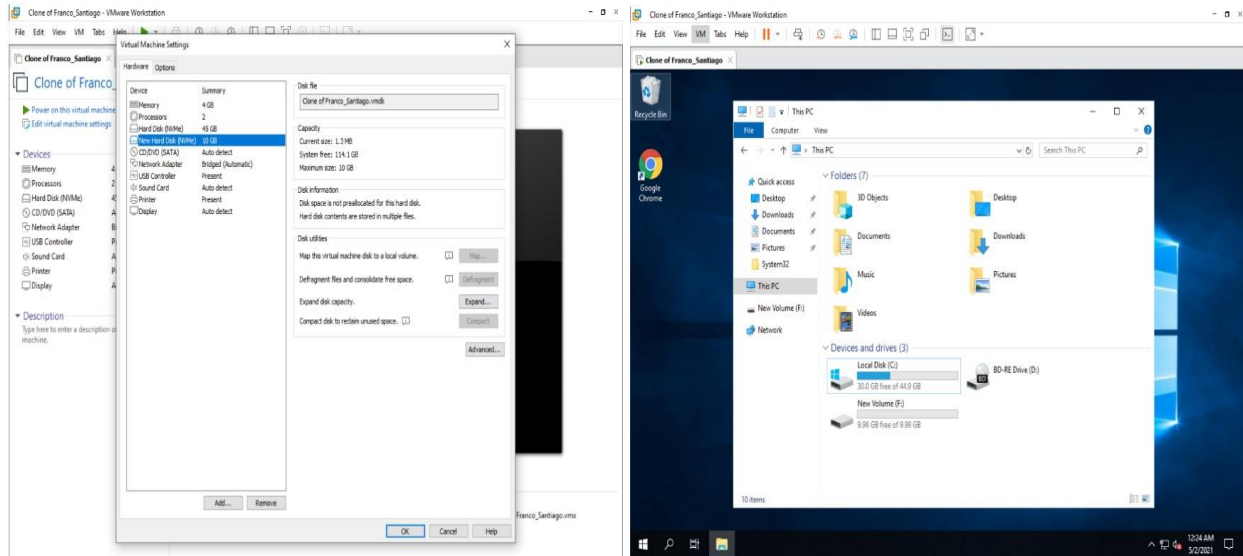 Clone of Franco_Santiago - VMware Workstation
File Edit View VM Tabs Help
Clone of Franco_Santiago
Clone of Franco_
Power on this virtual machine
Edit virtual machine settings
Devices
Memory 4
Processors 2
Hard Disk (NVMe) 45
CD/DVD (SATA) A
Network Adapter B
USB Controller P
Sound Card A
Printer P
Display A
Description
Type here to enter a description of
machine.
Franco_Santiago.vmx
Virtual Machine Settings
Hardware Options
Device Summary
Memory 4 GB
Processors 2
Hard Disk (NVMe) 45 GB
New Hard Disk (NVMe) 10 GB
CD/DVD (SATA) Auto detect
Network Adapter Bridged (Automatic)
USB Controller Present
Sound Card Auto detect
Printer Present
Display Auto detect
Add... Remove
Disk file
Clone of Franco_Santiago.vmdk
Capacity
Current size: 1.3 MB
System free: 114.1 GB
Maximum size: 10 GB
Disk information
Disk space is not preallocated for this hard disk.
Hard disk contents are stored in multiple files.
Disk utilities
Map this virtual machine disk to a local volume. Map...
Defragment files and consolidate free space. Defragment
Expand disk capacity. Expand...
Compact disk to reclaim unused space. Compact
Advanced...
OK Cancel Help
Clone of Franco_Santiago - VMware Workstation
File Edit View VM Tabs Help
Clone of Franco_Santiago
Recycle Bin
Google
Chrome
This PC
File Computer View
This PC
Search This PC
Quick access
Desktop
Downloads
Documents
Pictures
System32
This PC
New Volume (F:)
Network
Folders (7)
3D Objects
Desktop
Documents
Downloads
Music
Pictures
Videos
Devices and drives (3)
Local Disk (C:)
30.0 GB free of 44.9 GB
BD-RE Drive (D:)
BD
New Volume (F:)
9.96 GB free of 9.99 GB
10 items
12:24 AM
5/2/2021